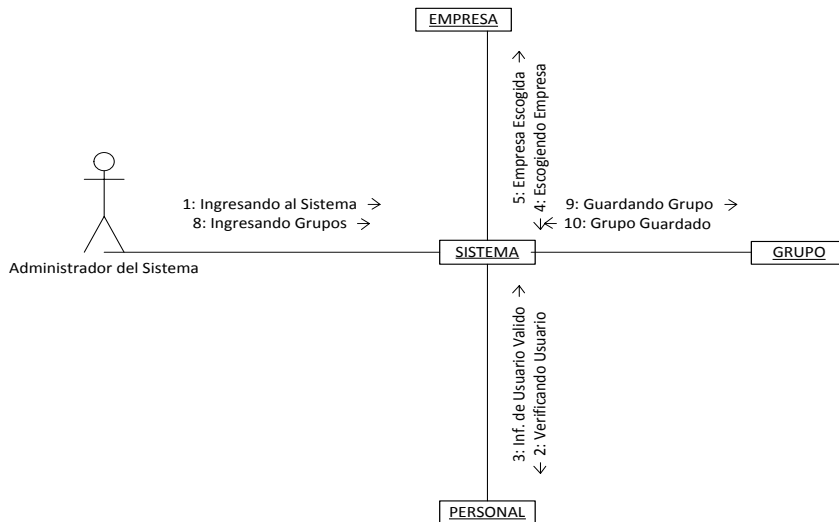 EMPRESA
5: Empresa Escogida →
4: Escogiendo Empresa
←
1: Ingresando al Sistema →
8: Ingresando Grupos →
9: Guardando Grupo →
← 10: Grupo Guardado
Administrador del Sistema
SISTEMA
GRUPO
3: Inf. de Usuario Valido →
← 2: Verificando Usuario
PERSONAL